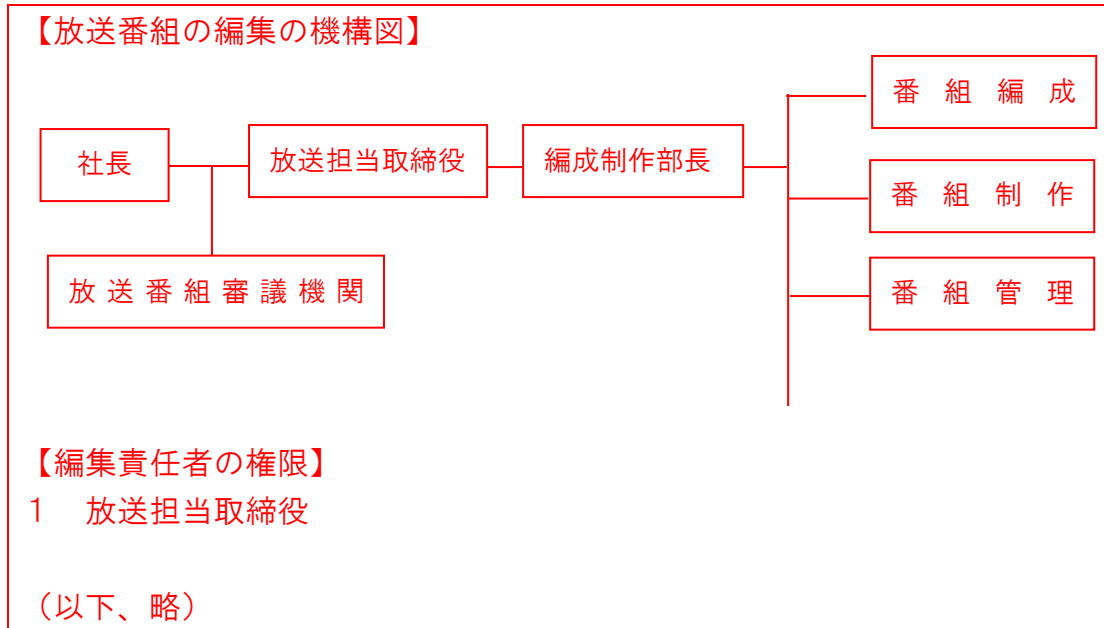 【放送番組の編集の機構図】
番組編成
社長
放送担当取締役
編成制作部長
番組制作
放送番組審議機関
番組管理
【編集責任者の権限】
1 放送担当取締役
(以下、略)